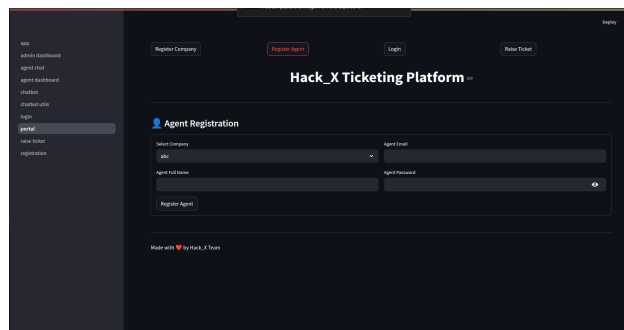 Deploy
app
admin dashboard
agent chat
agent dashboard
chatbot
chatbot utils
login
portal
raise ticket
registration
Register Company
Register Agent
Login
Raise Ticket
Hack_X Ticketing Platform
Agent Registration
Select Company
Agent Email
abc
Agent Full Name
Agent Password
Register Agent
Made with ❤️ by Hack_X Team